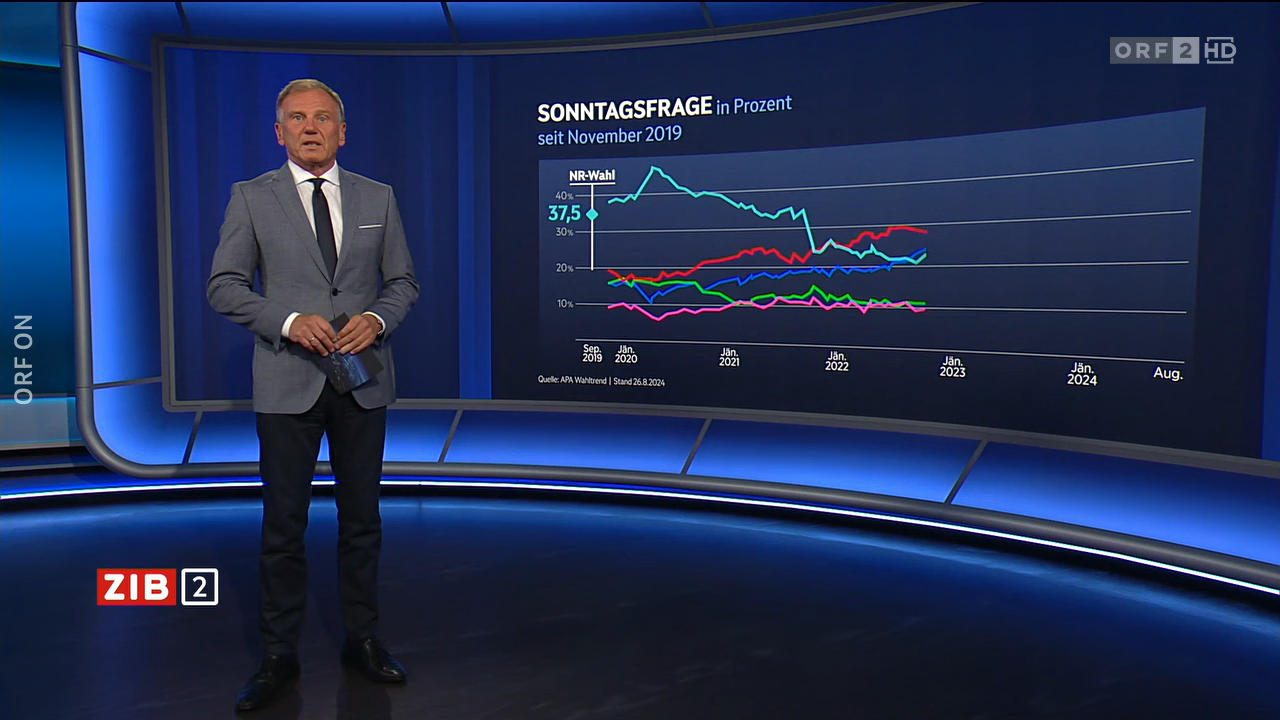 ORF 2 HD
SONNTAGSFRAGE in Prozent
seit November 2019
NR-Wahl
40%
37,5
30%
20%
10%
Sep.
2019
Jän.
2020
Jän.
2021
Jän.
2022
Jän.
2023
Jän.
2024
Aug.
Quelle: APA Wahltrend | Stand 26.8.2024
ORF ON
ZIB 2